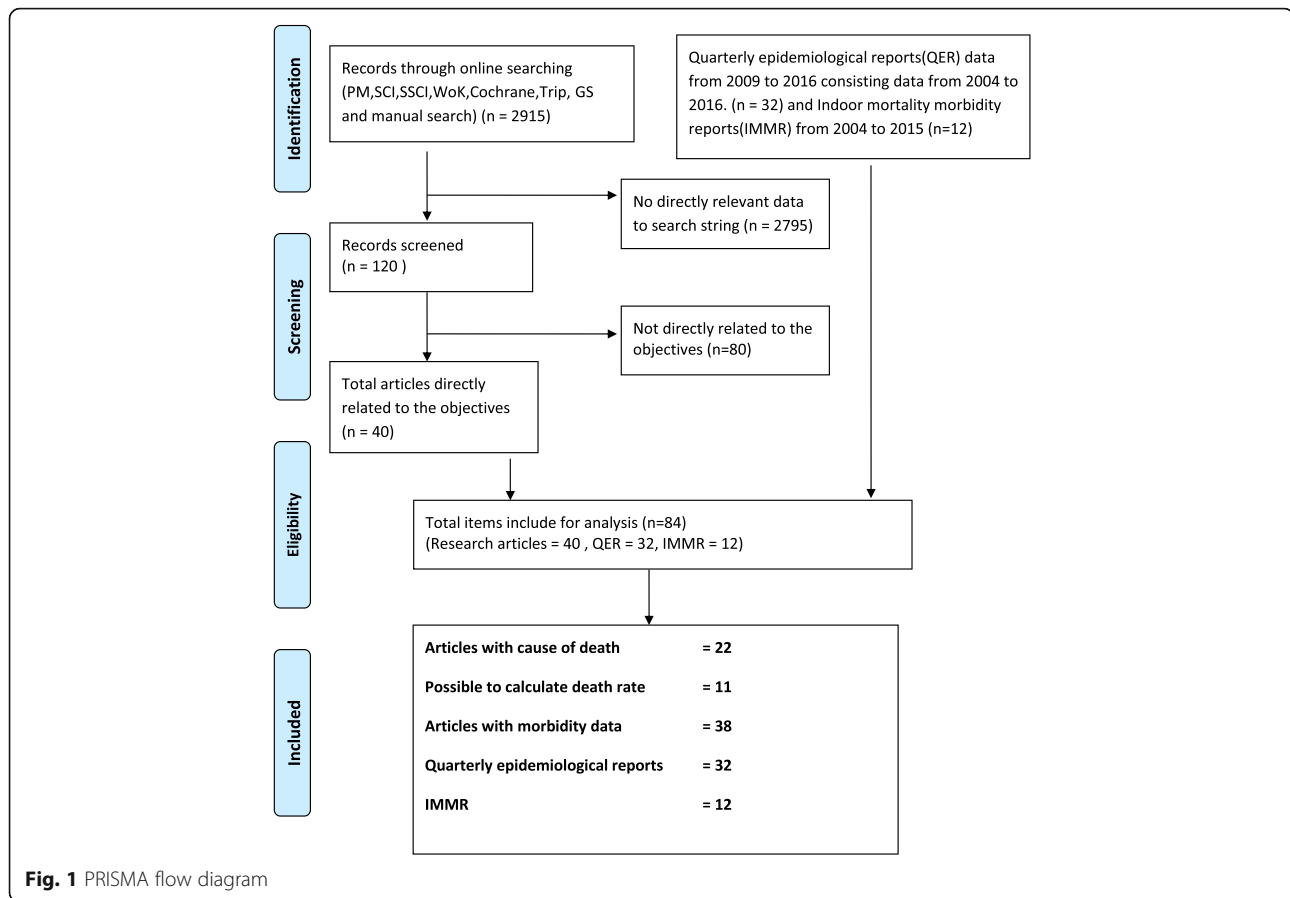 Identification
Records through online searching
(PM,SCI,SSCI,WoK,Cochrane,Trip, GS
and manual search) (n = 2915)
Quarterly epidemiological reports(QER) data
from 2009 to 2016 consisting data from 2004 to
2016. (n = 32) and Indoor mortality morbidity
reports(IMMR) from 2004 to 2015 (n=12)
No directly relevant data
to search string (n = 2795)
Screening
Records screened
(n = 120 )
Not directly related to the
objectives (n=80)
Total articles directly
related to the objectives
(n = 40)
Eligibility
Total items include for analysis (n=84)
(Research articles = 40 , QER = 32, IMMR = 12)
Included
Articles with cause of death = 22
Possible to calculate death rate = 11
Articles with morbidity data = 38
Quarterly epidemiological reports = 32
IMMR = 12
Fig. 1 PRISMA flow diagram